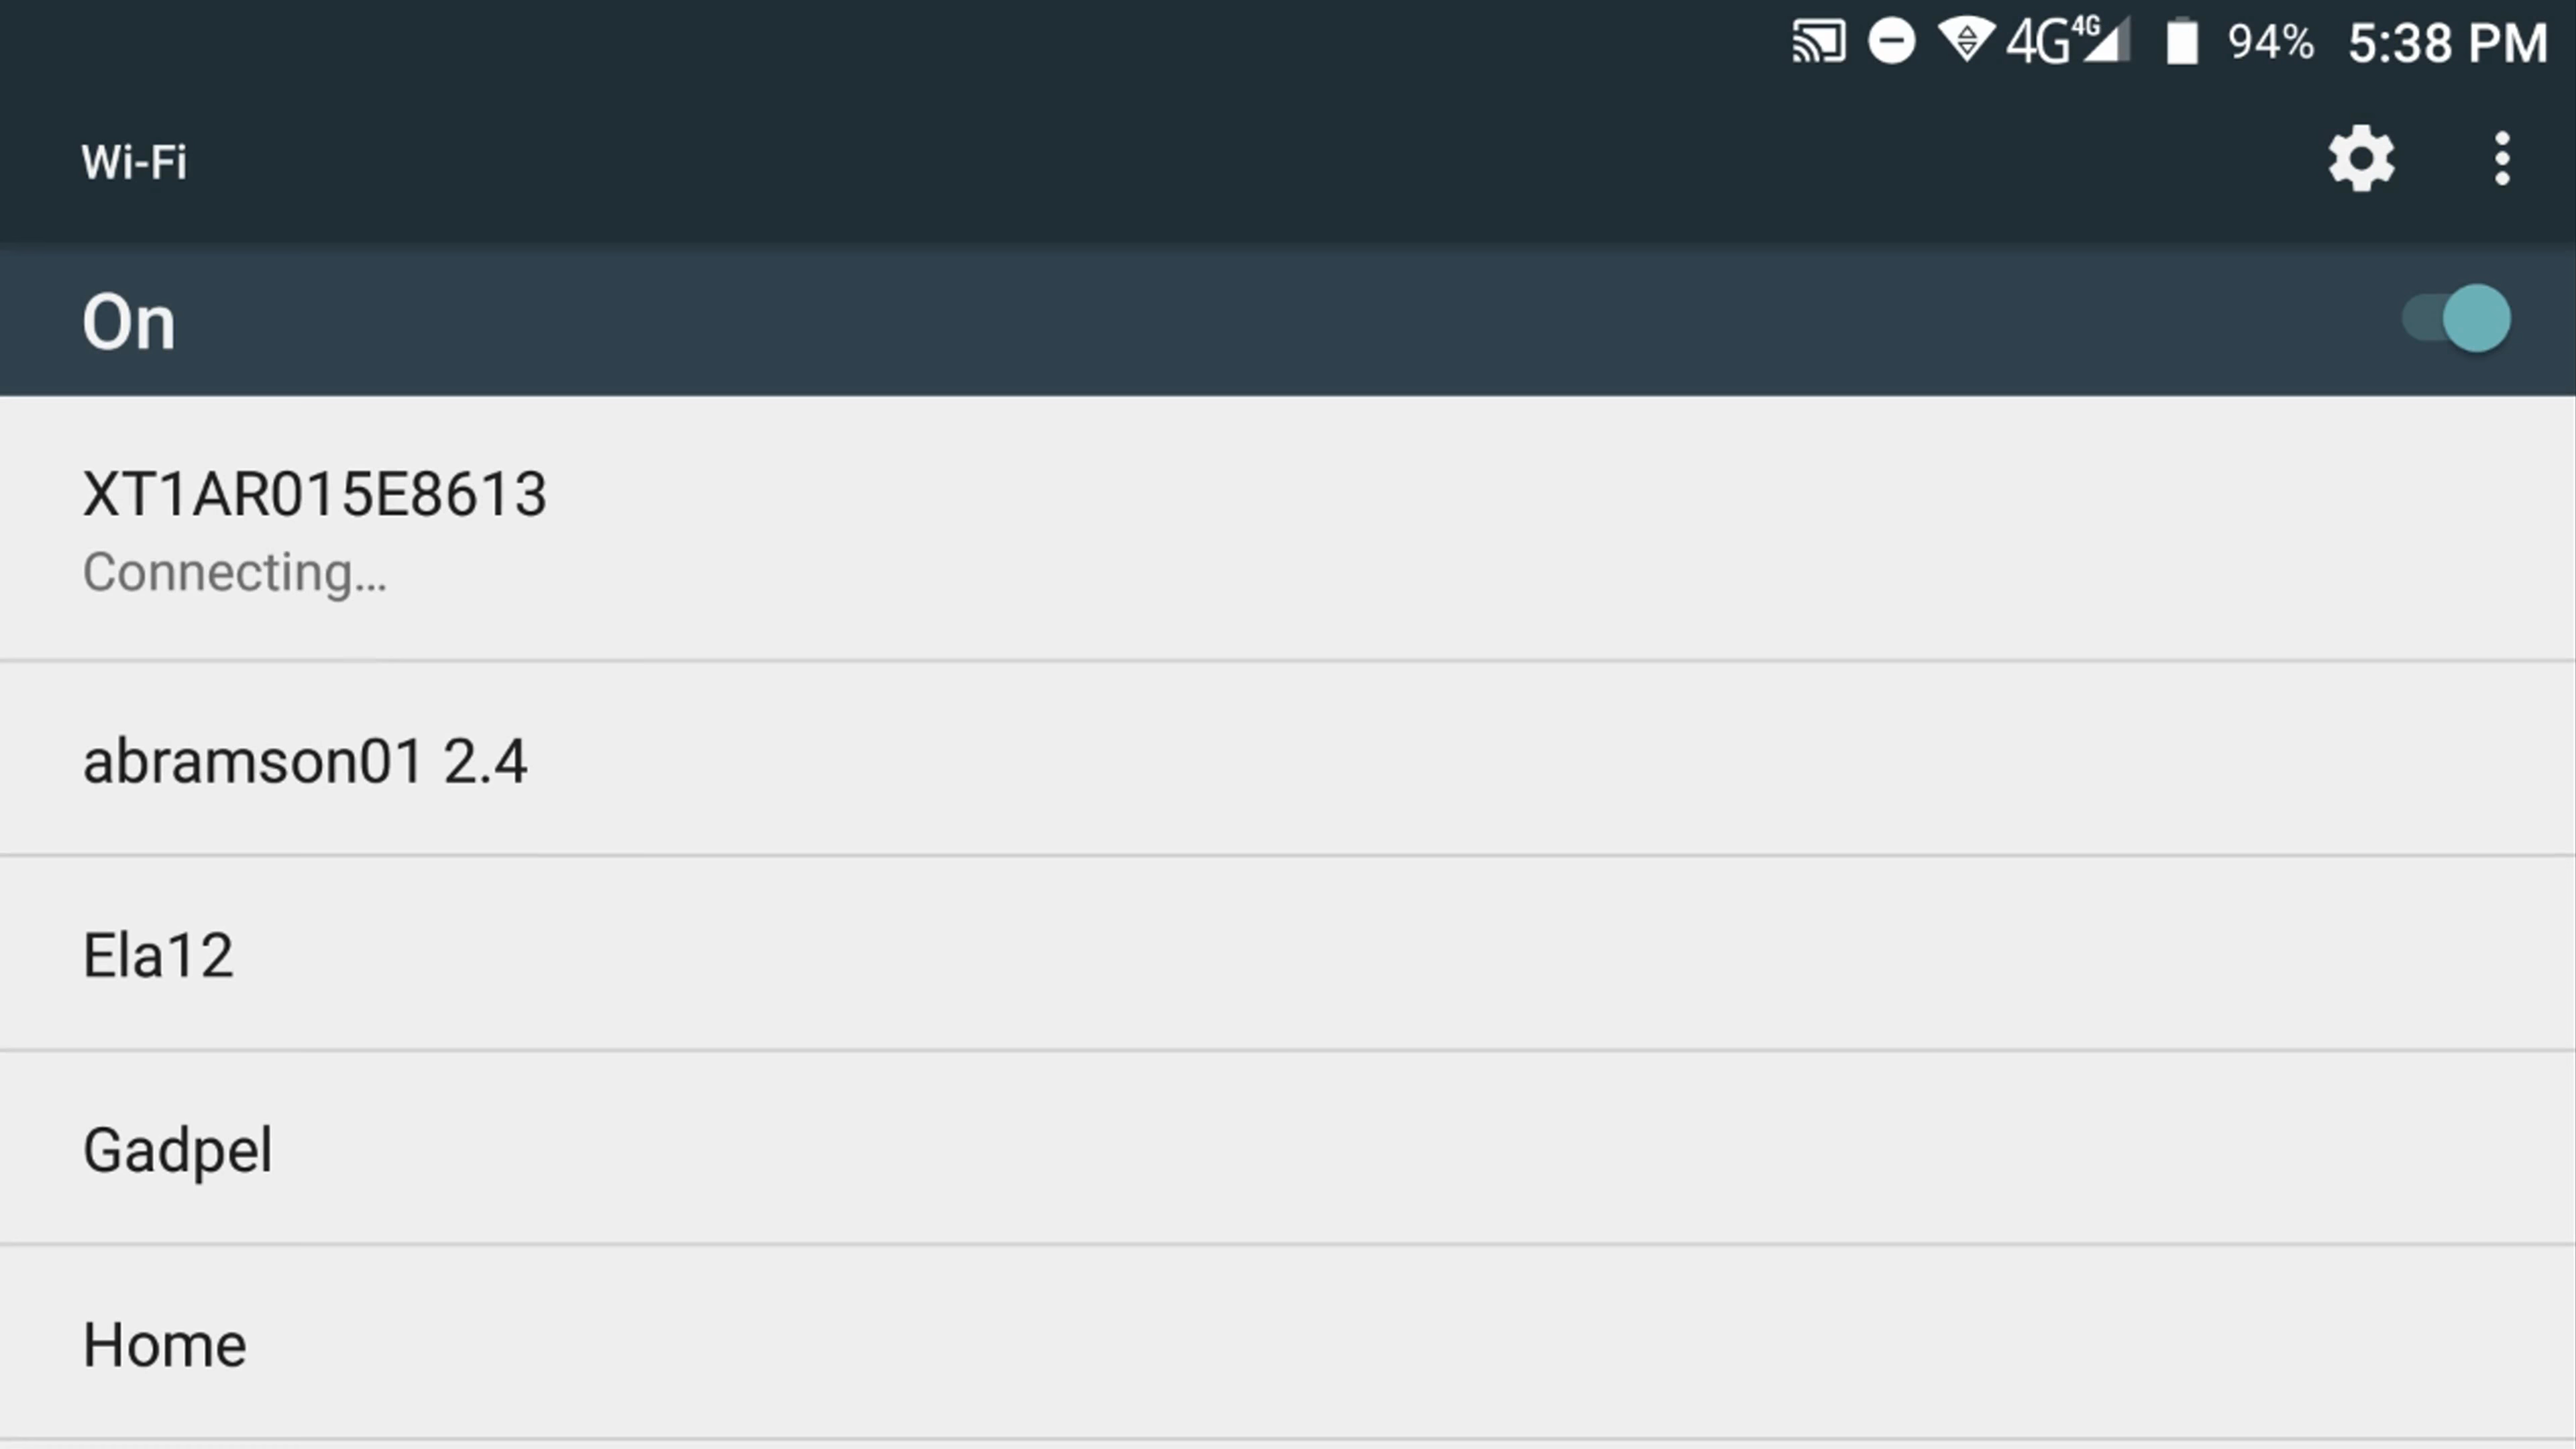 4G 4G 94% 5:38 PM
Wi-Fi
On
XT1AR015E8613
Connecting...
abramson01 2.4
Ela12
Gadpel
Home